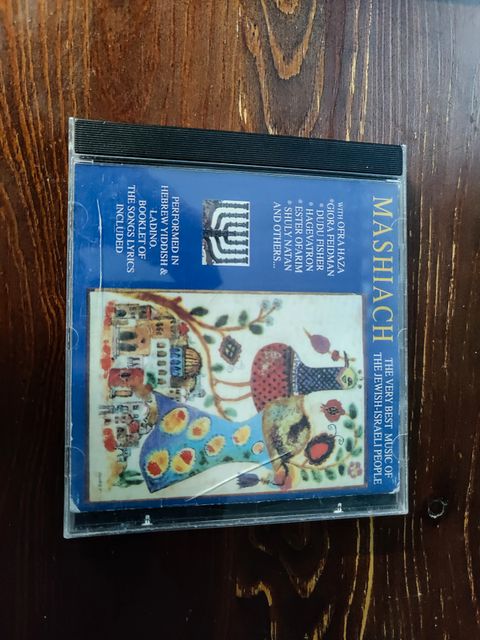 MASHIACH
THE VERY BEST MUSIC OF
THE JEWISH-ISRAELI PEOPLE
WITH OFRA HAZA
*GIORA FEIDMAN
* DUDU FISHER
* HAGEVATRON
* ESTER OFARIM
* SHULY NATAN
AND OTHERS...
PERFORMED IN
HEBREW YIDDISH &
LADINO
BOOKLET OF
THE SONGS LYRICS
INCLUDED